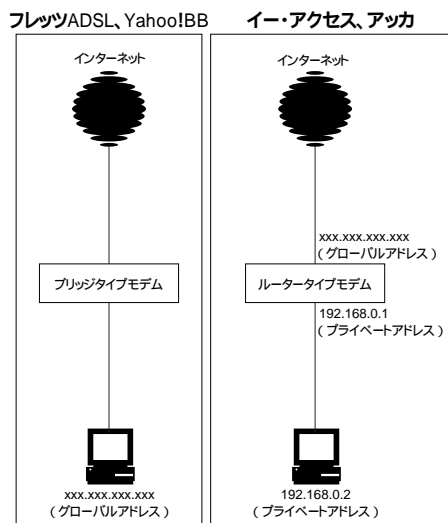 フレッツADSL、Yahoo!BB
インターネット
ブリッジタイプモデム
xxx.xxx.xxx.xxx
(グローバルアドレス)
イー・アクセス、アッカ
インターネット
xxx.xxx.xxx.xxx
(グローバルアドレス)
ルータータイプモデム
192.168.0.1
(プライベートアドレス)
192.168.0.2
(プライベートアドレス)